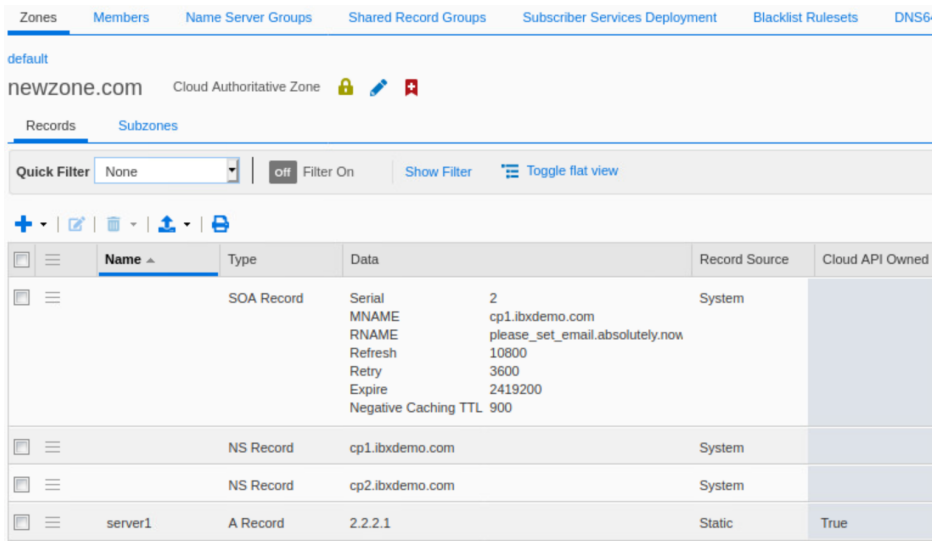 Zones Members Name Server Groups Shared Record Groups Subscriber Services Deployment Blacklist Rulesets DNS64
default
newzone.com Cloud Authoritative Zone
Records Subzones
Quick Filter None Off Filter On Show Filter Toggle flat view
Name Type Data Record Source Cloud API Owned
SOA Record Serial 2 System
MNAME cp1.ibxdemo.com
RNAME please_set_email.absolutely.now
Refresh 10800
Retry 3600
Expire 2419200
Negative Caching TTL 900
NS Record cp1.ibxdemo.com System
NS Record cp2.ibxdemo.com System
server1 A Record 2.2.2.1 Static True